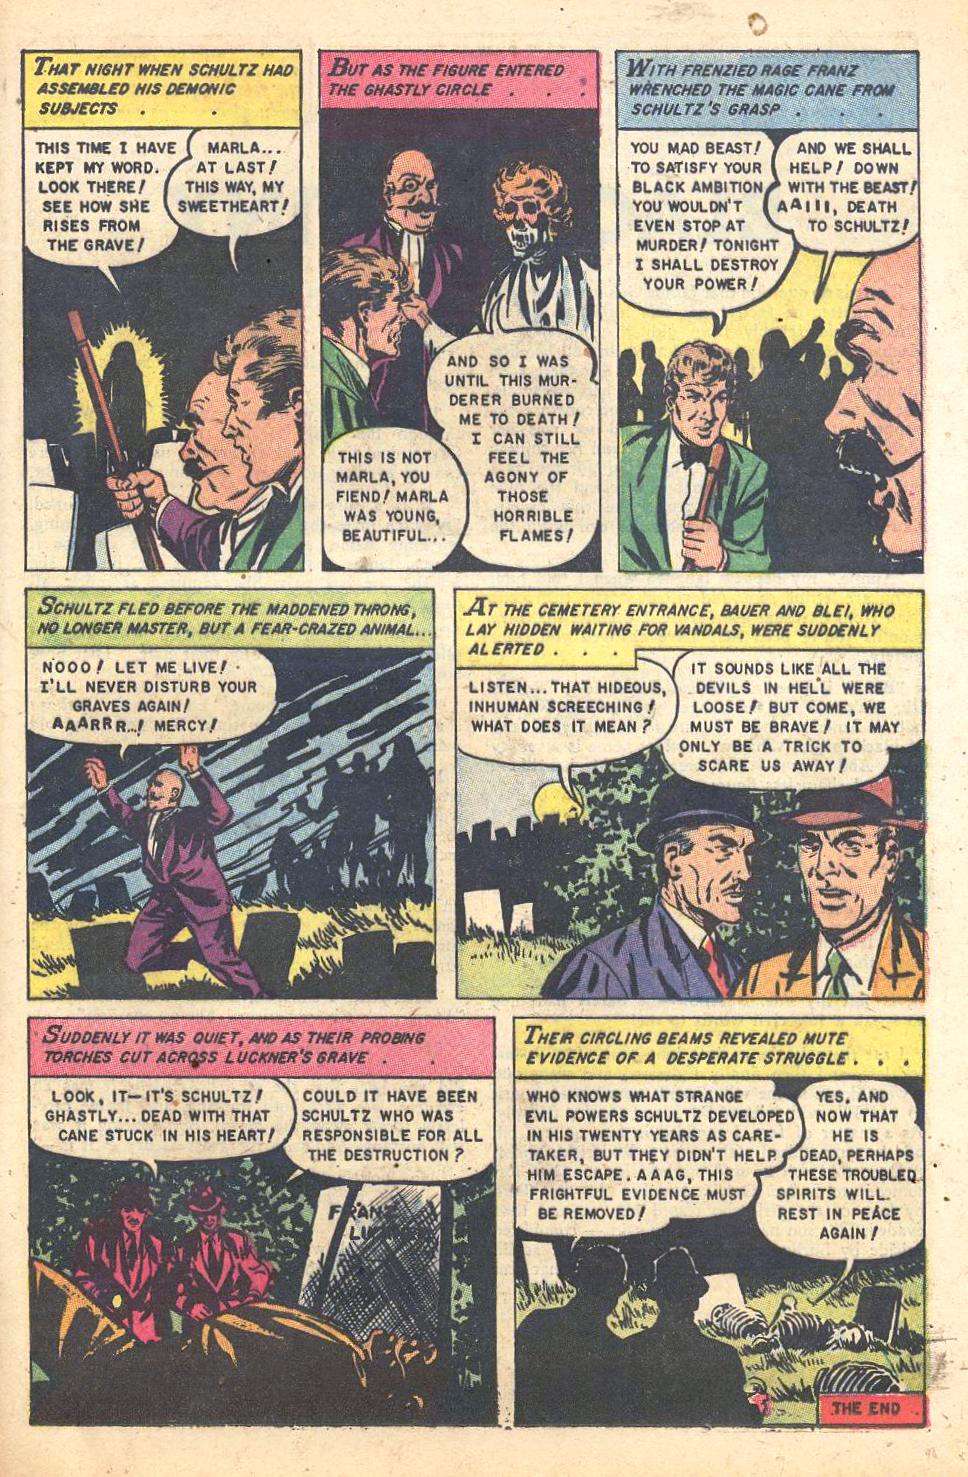 THAT NIGHT WHEN SCHULTZ HAD
ASSEMBLED HIS DEMONIC
SUBJECTS . .
THIS TIME I HAVE
KEPT MY WORD.
LOOK THERE!
SEE HOW SHE
RISES FROM
THE GRAVE!
MARLA...
AT LAST!
THIS WAY, MY
SWEETHEART!
BUT AS THE FIGURE ENTERED
THE GHASTLY CIRCLE . . .
THIS IS NOT
MARLA, YOU
FIEND! MARLA
WAS YOUNG,
BEAUTIFUL...
AND SO I WAS
UNTIL THIS MUR-
DERER BURNED
ME TO DEATH!
I CAN STILL
FEEL THE
AGONY OF
THOSE
HORRIBLE
FLAMES!
WITH FRENZIED RAGE FRANZ
WRENCHED THE MAGIC CANE FROM
SCHULTZ'S GRASP . . .
YOU MAD BEAST!
TO SATISFY YOUR
BLACK AMBITION
YOU WOULDN'T
EVEN STOP AT
MURDER! TONIGHT
I SHALL DESTROY
YOUR POWER!
AND WE SHALL
HELP! DOWN
WITH THE BEAST!
AAIII, DEATH
TO SCHULTZ!
SCHULTZ FLED BEFORE THE MADDENED THRONG,
NO LONGER MASTER, BUT A FEAR-CRAZED ANIMAL...
NOOO! LET ME LIVE!
I'LL NEVER DISTURB YOUR
GRAVES AGAIN!
AAARRR...! MERCY!
AT THE CEMETERY ENTRANCE, BAUER AND BLEI, WHO
LAY HIDDEN WAITING FOR VANDALS, WERE SUDDENLY
ALERTED . . .
LISTEN... THAT HIDEOUS,
INHUMAN SCREECHING!
WHAT DOES IT MEAN?
IT SOUNDS LIKE ALL THE
DEVILS IN HELL WERE
LOOSE! BUT COME, WE
MUST BE BRAVE! IT MAY
ONLY BE A TRICK TO
SCARE US AWAY!
SUDDENLY IT WAS QUIET, AND AS THEIR PROBING
TORCHES CUT ACROSS LUCKNER'S GRAVE . . .
LOOK, IT—IT'S SCHULTZ!
GHASTLY... DEAD WITH THAT
CANE STUCK IN HIS HEART!
COULD IT HAVE BEEN
SCHULTZ WHO WAS
RESPONSIBLE FOR ALL
THE DESTRUCTION?
FRANZ
LU
THEIR CIRCLING BEAMS REVEALED MUTE
EVIDENCE OF A DESPERATE STRUGGLE . . .
WHO KNOWS WHAT STRANGE
EVIL POWERS SCHULTZ DEVELOPED
IN HIS TWENTY YEARS AS CARE-
TAKER, BUT THEY DIDN'T HELP
HIM ESCAPE. AAAG, THIS
FRIGHTFUL EVIDENCE MUST
BE REMOVED!
YES, AND
NOW THAT
HE IS
DEAD, PERHAPS
THESE TROUBLED
SPIRITS WILL
REST IN PEACE
AGAIN!
THE END .